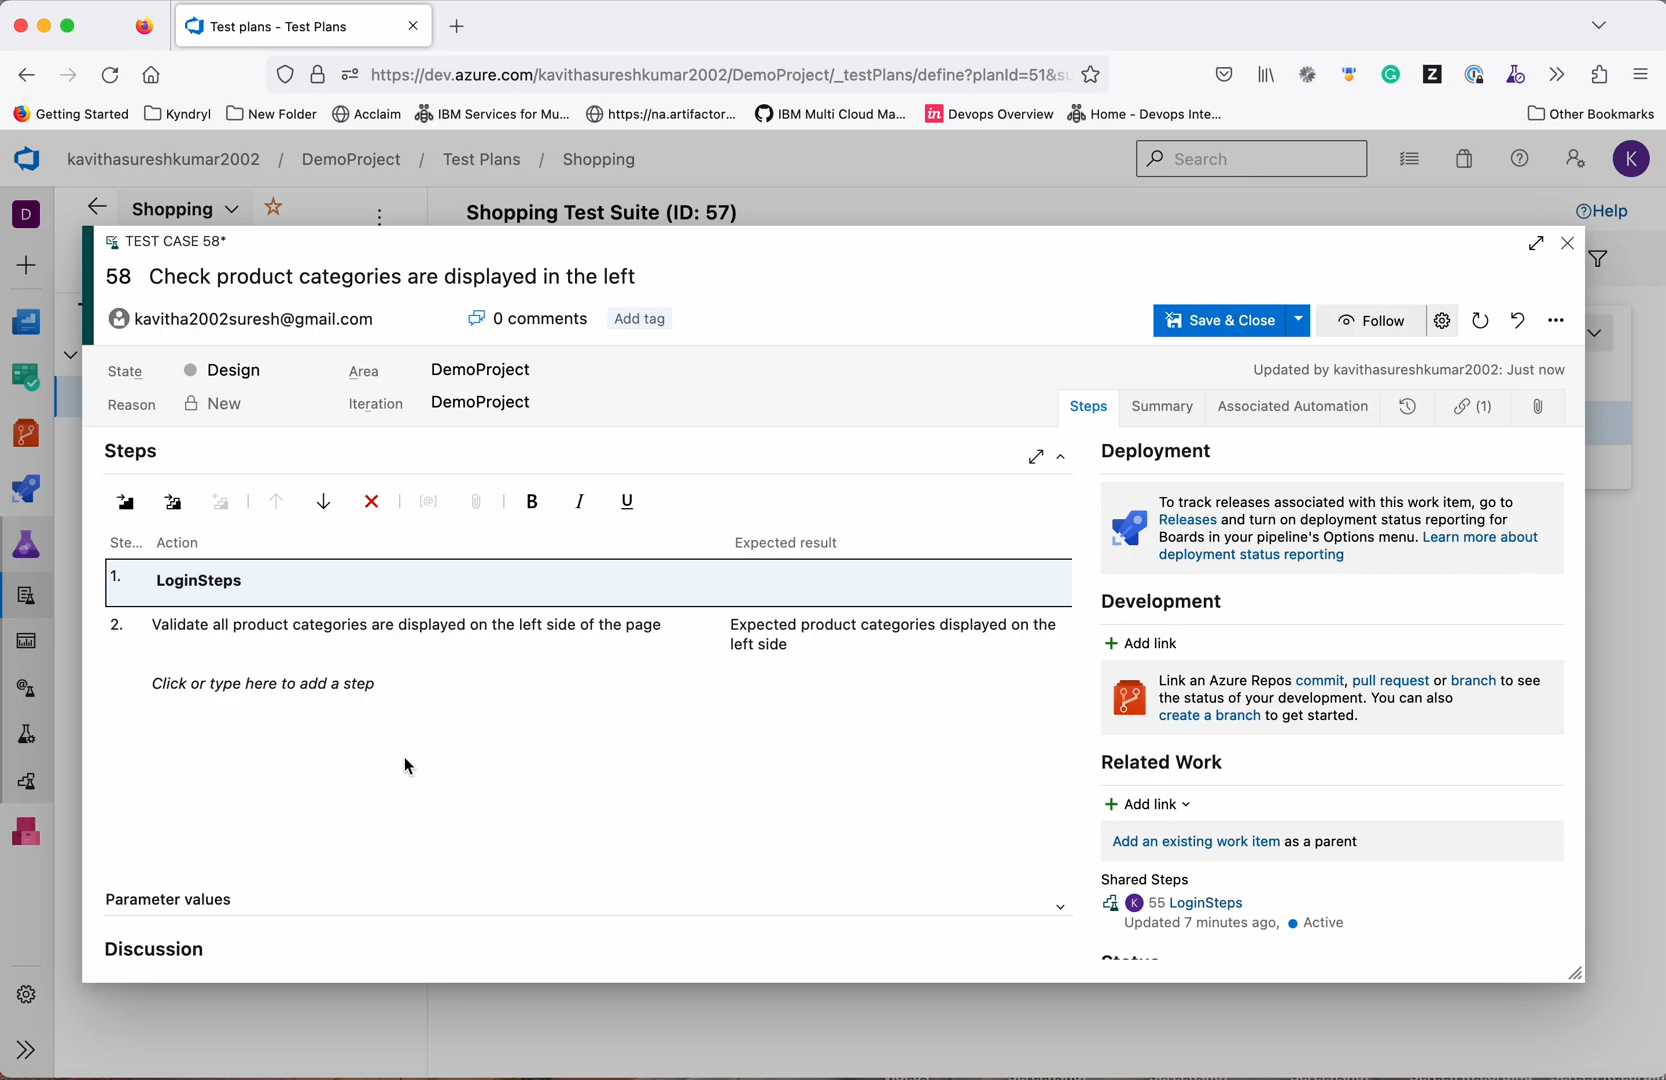 Test plans - Test Plans
https://dev.azure.com/kavithasureshkumar2002/DemoProject/_testPlans/define?planId=51&su
Getting Started
Kyndryl
New Folder
Acclaim
IBM Services for Mu...
https://na.artifactor...
IBM Multi Cloud Ma...
in
Devops Overview
Home - Devops Inte...
Other Bookmarks
kavithasureshkumar2002 / DemoProject / Test Plans / Shopping
Search
K
D
Shopping
Shopping Test Suite (ID: 57)
Help
TEST CASE 58*
58 Check product categories are displayed in the left
kavitha2002suresh@gmail.com
0 comments
Add tag
Save & Close
Follow
State
Design
Area
DemoProject
Updated by kavithasureshkumar2002: Just now
Reason
New
Iteration
DemoProject
Steps
Summary
Associated Automation
(1)
Steps
B I U
Ste... Action
Expected result
1. LoginSteps
2. Validate all product categories are displayed on the left side of the page
Expected product categories displayed on the
left side
Click or type here to add a step
Parameter values
Discussion
Deployment
To track releases associated with this work item, go to
Releases and turn on deployment status reporting for
Boards in your pipeline's Options menu. Learn more about
deployment status reporting
Development
+ Add link
Link an Azure Repos commit, pull request or branch to see
the status of your development. You can also
create a branch to get started.
Related Work
+ Add link
Add an existing work item as a parent
Shared Steps
K 55 LoginSteps
Updated 7 minutes ago, Active